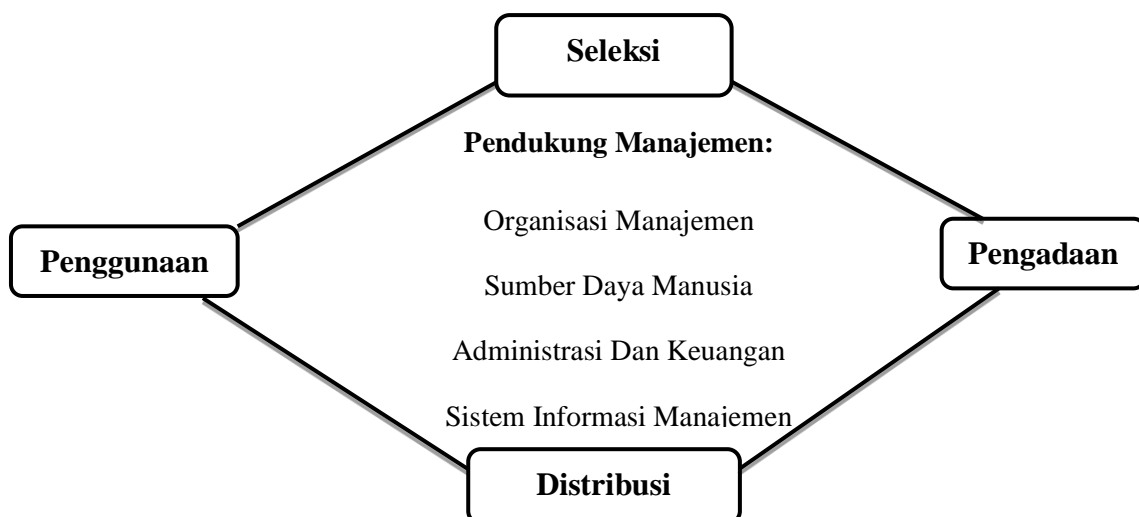 Seleksi
Pendukung Manajemen:
Organisasi Manajemen
Penggunaan
Pengadaan
Sumber Daya Manusia
Administrasi Dan Keuangan
Sistem Informasi Manajemen
Distribusi